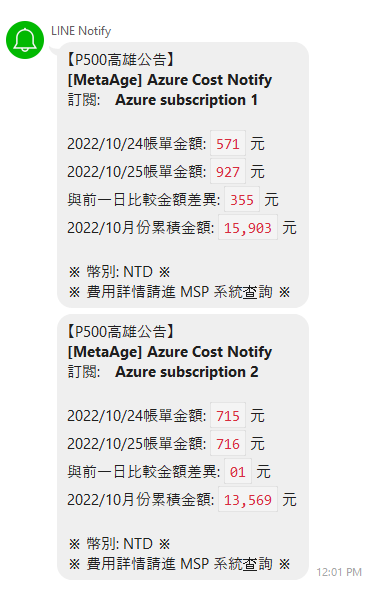 LINE Notify
【P500高雄公告】
[MetaAge] Azure Cost Notify
訂閱: Azure subscription 1
2022/10/24帳單金額: 571 元
2022/10/25帳單金額: 927 元
與前一日比較金額差異: 355 元
2022/10月份累積金額: 15,903 元
※ 幣別: NTD ※
※ 費用詳情請進 MSP 系統查詢 ※
【P500高雄公告】
[MetaAge] Azure Cost Notify
訂閱: Azure subscription 2
2022/10/24帳單金額: 715 元
2022/10/25帳單金額: 716 元
與前一日比較金額差異: 01 元
2022/10月份累積金額: 13,569 元
※ 幣別: NTD ※
※ 費用詳情請進 MSP 系統查詢 ※
12:01 PM